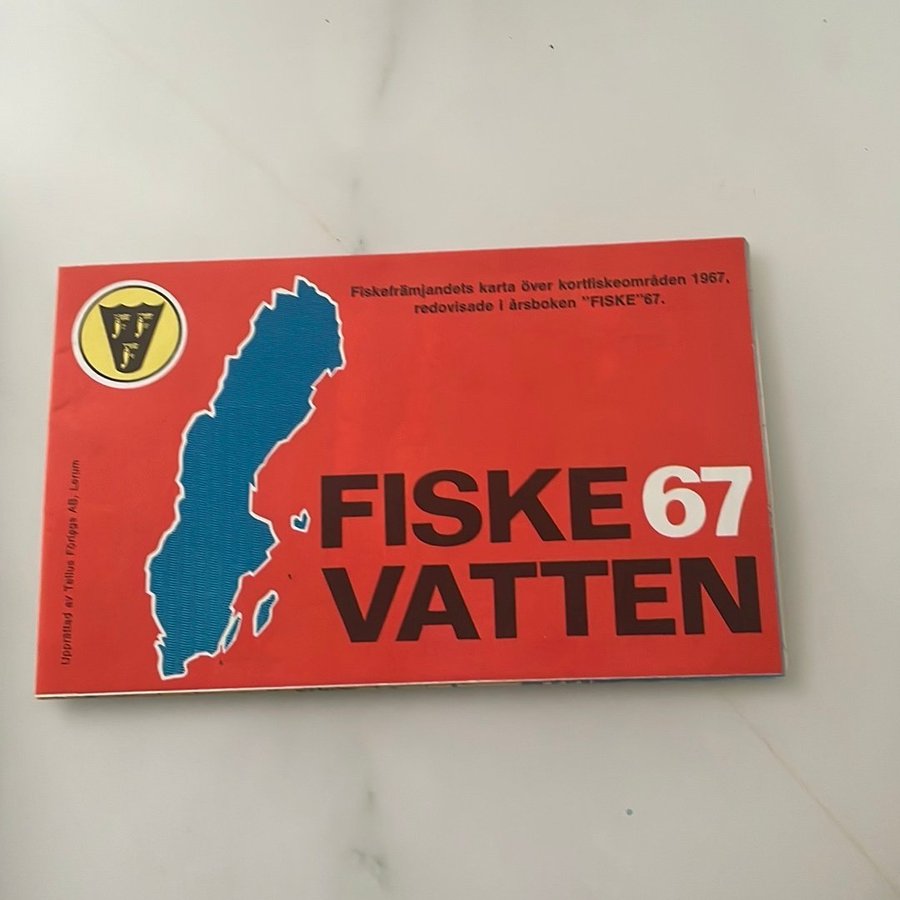 Fiskefrämjandets karta över kortfiskeområden 1967,
redovisade i årsboken "FISKE"67.
FISKE 67
VATTEN
Upprättad av Tellus Förlags AB, Lerum